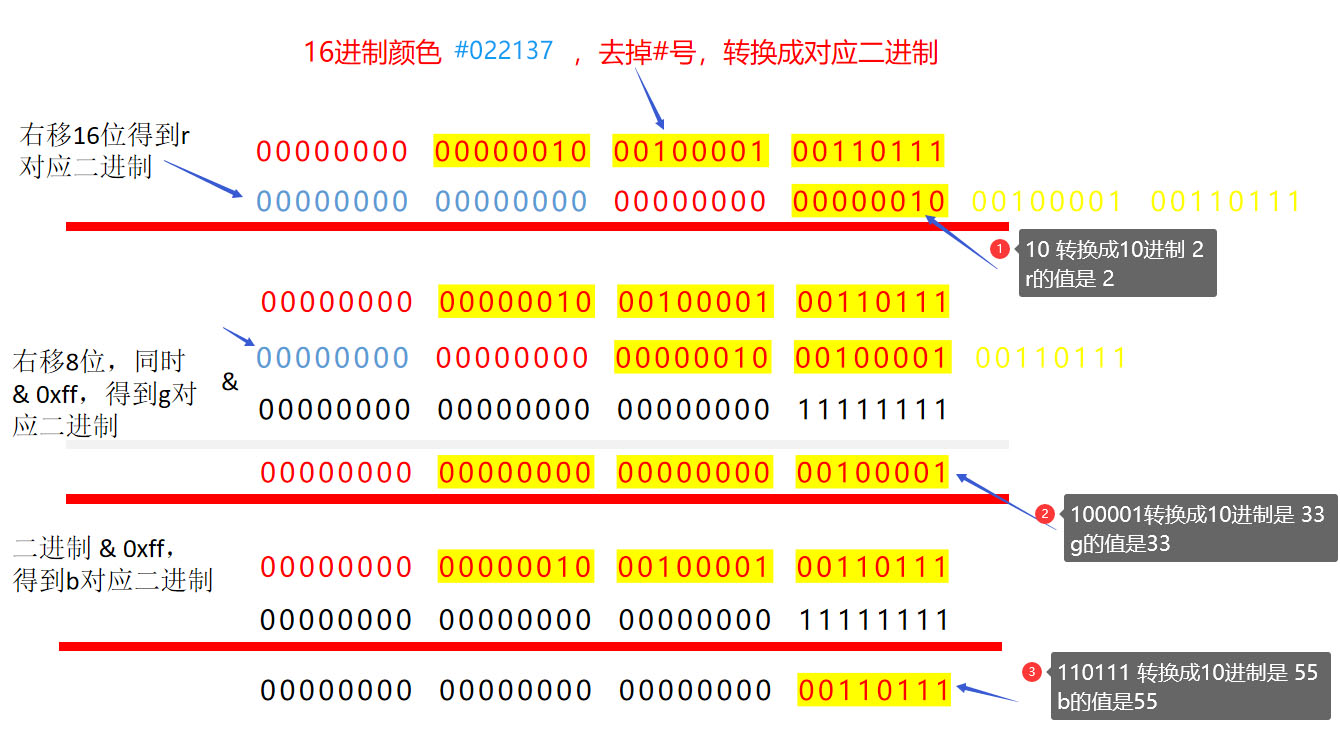 16进制颜色 #022137 ，去掉#号，转换成对应二进制
右移16位得到r
对应二进制
00000000 00000010 00100001 00110111
00000000 00000000 00000000 00000010 00100001 00110111
1
10 转换成10进制 2
r的值是 2
00000000 00000010 00100001 00110111
右移8位，同时
& 0xff，得到g对
应二进制
00000000 00000000 00000010 00100001 00110111
&
00000000 00000000 00000000 11111111
00000000 00000000 00000000 00100001
2
100001转换成10进制是 33
g的值是33
二进制 & 0xff，
得到b对应二进制
00000000 00000010 00100001 00110111
00000000 00000000 00000000 11111111
3
110111 转换成10进制是 55
b的值是55
00000000 00000000 00000000 00110111